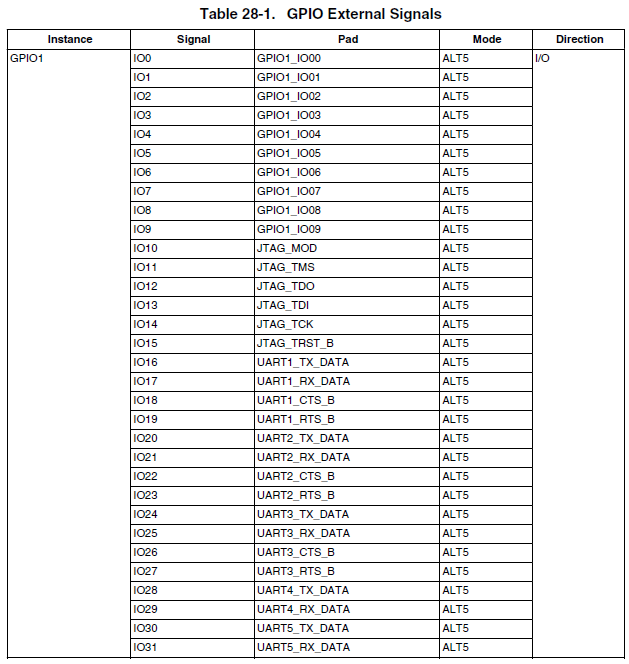 Table 28-1. GPIO External Signals
Instance Signal Pad Mode Direction
GPIO1 IO0 GPIO1_IO00 ALT5 I/O
IO1 GPIO1_IO01 ALT5
IO2 GPIO1_IO02 ALT5
IO3 GPIO1_IO03 ALT5
IO4 GPIO1_IO04 ALT5
IO5 GPIO1_IO05 ALT5
IO6 GPIO1_IO06 ALT5
IO7 GPIO1_IO07 ALT5
IO8 GPIO1_IO08 ALT5
IO9 GPIO1_IO09 ALT5
IO10 JTAG_MOD ALT5
IO11 JTAG_TMS ALT5
IO12 JTAG_TDO ALT5
IO13 JTAG_TDI ALT5
IO14 JTAG_TCK ALT5
IO15 JTAG_TRST_B ALT5
IO16 UART1_TX_DATA ALT5
IO17 UART1_RX_DATA ALT5
IO18 UART1_CTS_B ALT5
IO19 UART1_RTS_B ALT5
IO20 UART2_TX_DATA ALT5
IO21 UART2_RX_DATA ALT5
IO22 UART2_CTS_B ALT5
IO23 UART2_RTS_B ALT5
IO24 UART3_TX_DATA ALT5
IO25 UART3_RX_DATA ALT5
IO26 UART3_CTS_B ALT5
IO27 UART3_RTS_B ALT5
IO28 UART4_TX_DATA ALT5
IO29 UART4_RX_DATA ALT5
IO30 UART5_TX_DATA ALT5
IO31 UART5_RX_DATA ALT5